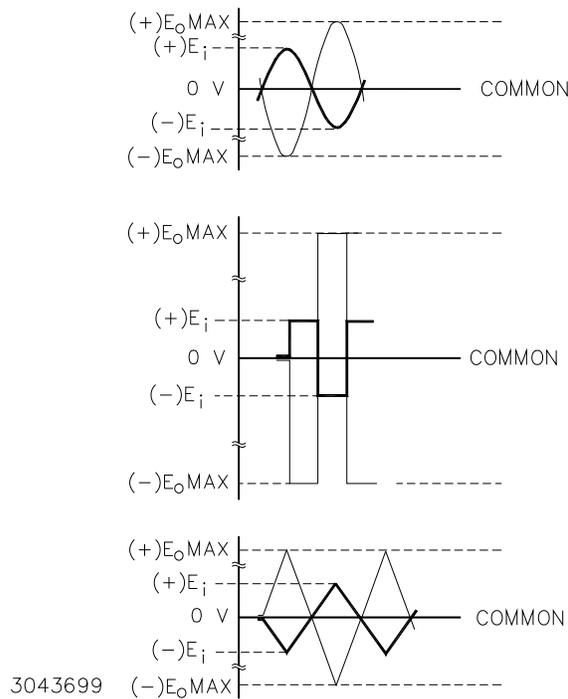 (+)EoMAX
(+)Ei
0 V COMMON
(−)Ei
(−)EoMAX
(+)EoMAX
(+)Ei
0 V COMMON
(−)Ei
(−)EoMAX
(+)EoMAX
(+)Ei
0 V COMMON
(−)Ei
3043699 (−)EoMAX